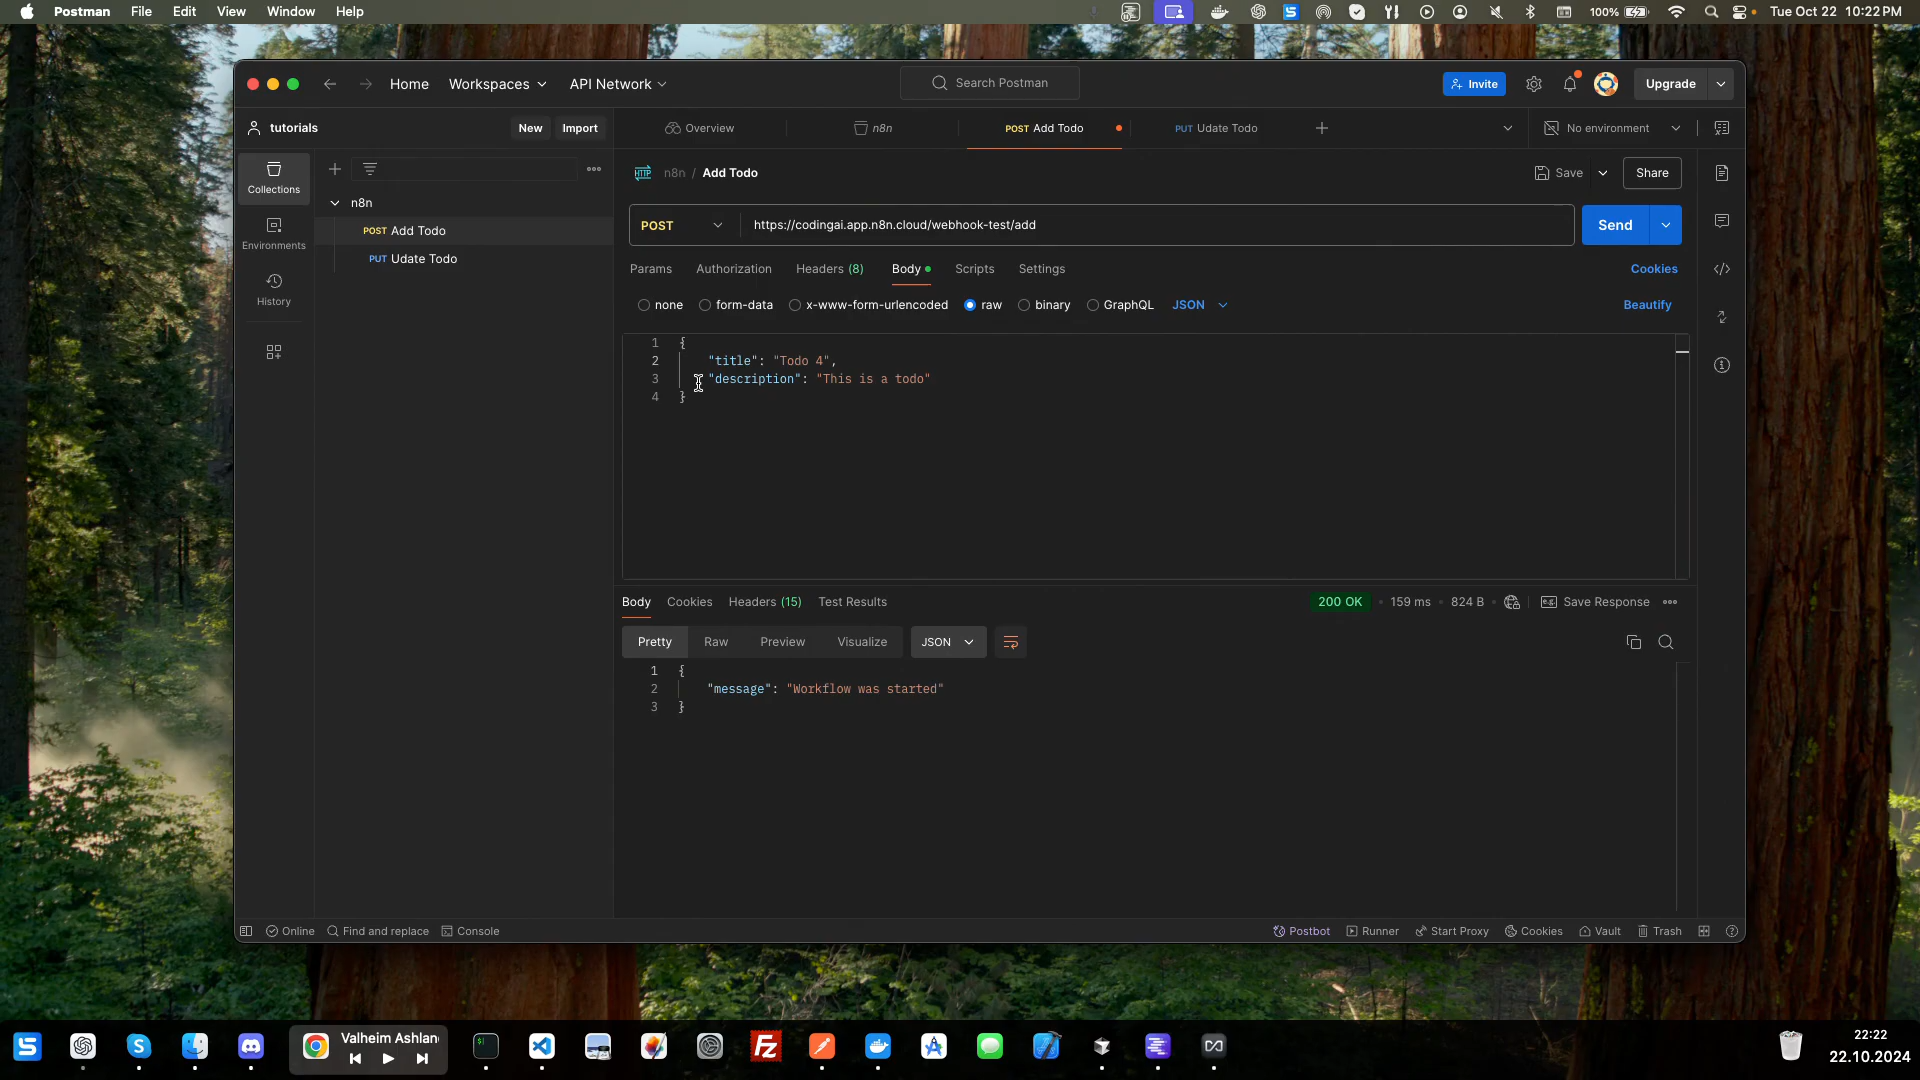 Postman File Edit View Window Help
100% Tue Oct 22 10:22 PM
Home Workspaces API Network
Search Postman
Invite
Upgrade
tutorials
New Import
Overview
n8n
POST Add Todo
PUT Udate Todo
No environment
Collections
Environments
History
n8n
POST Add Todo
PUT Udate Todo
HTTP n8n / Add Todo
Save
Share
POST
https://codingai.app.n8n.cloud/webhook-test/add
Send
Params Authorization Headers (8) Body Scripts Settings
Cookies
none form-data x-www-form-urlencoded raw binary GraphQL JSON
Beautify
1 {
2 "title": "Todo 4",
3 "description": "This is a todo"
4 }
Body Cookies Headers (15) Test Results
200 OK • 159 ms • 824 B
Save Response
Pretty Raw Preview Visualize JSON
1 {
2 "message": "Workflow was started"
3 }
Online Find and replace Console
Postbot Runner Start Proxy Cookies Vault Trash
Valheim Ashlan
22:22
22.10.2024